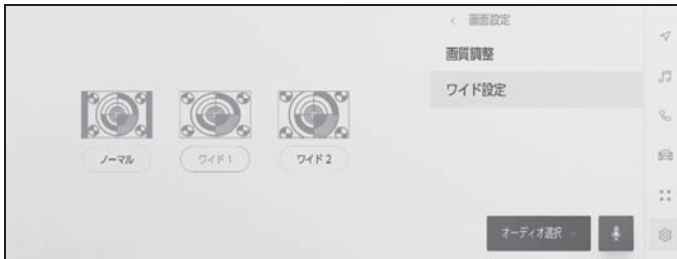 < 画面設定
画質調整
ワイド設定
ノーマル
ワイド1
ワイド2
オーディオ選択